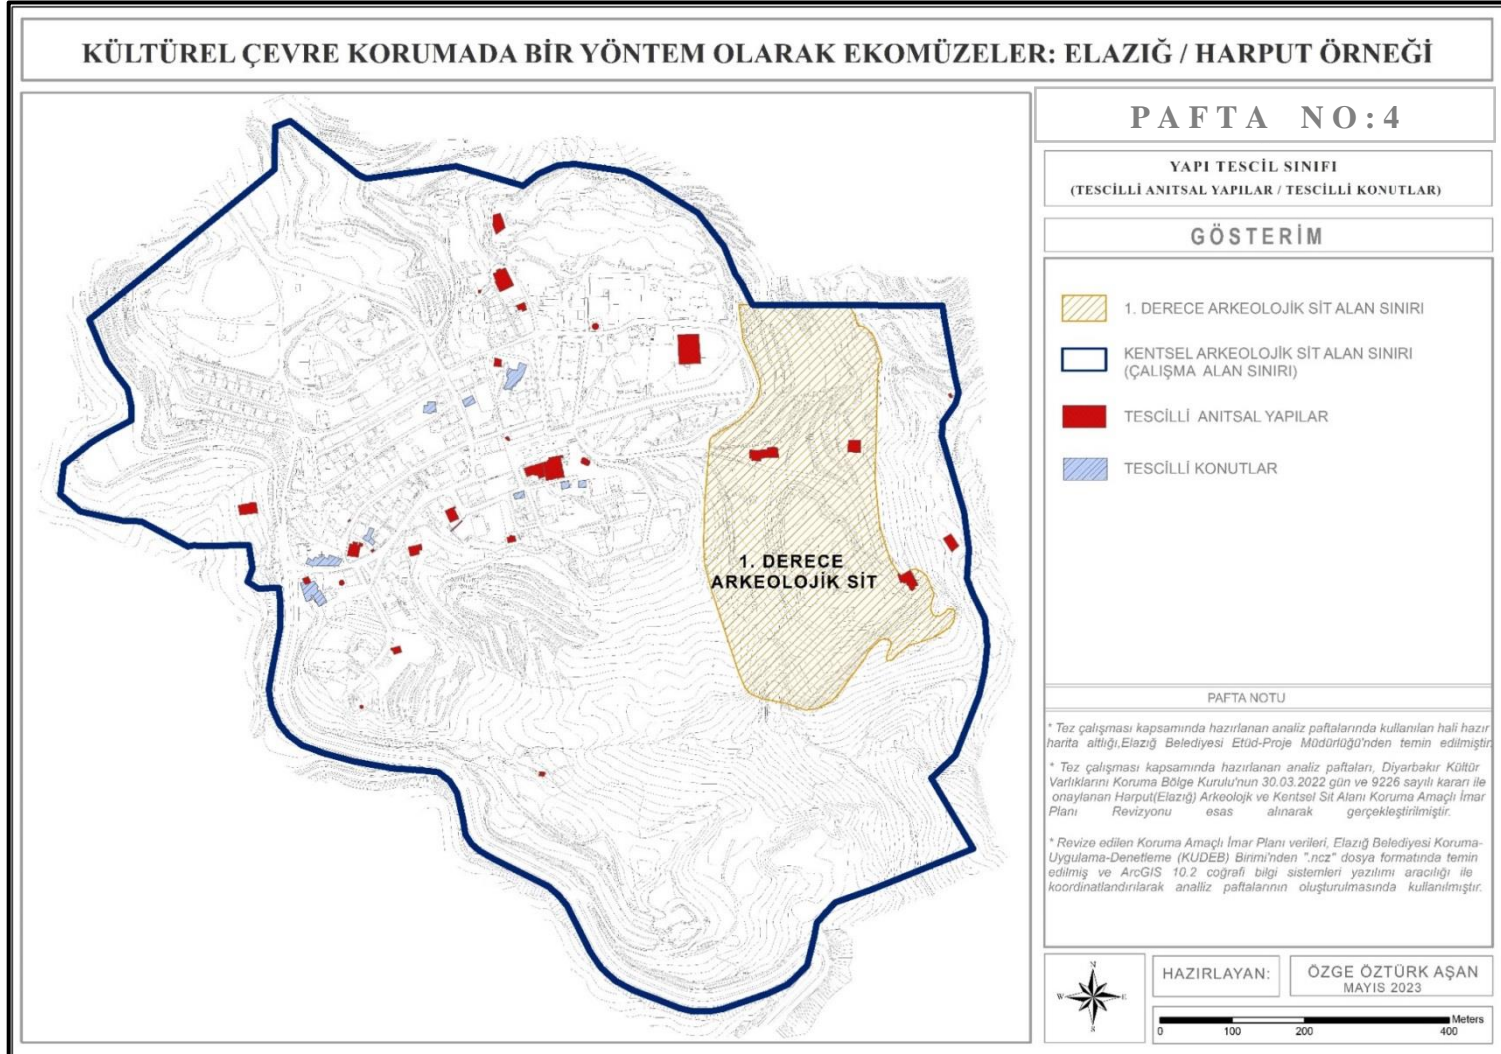 KÜLTÜREL ÇEVRE KORUMADA BİR YÖNTEM OLARAK EKOMÜZELER: ELAZIĞ / HARPUT ÖRNEĞİ
PAFTA NO:4
YAPI TESCİL SINIFI
(TESCİLLİ ANITSAL YAPILAR / TESCİLLİ KONUTLAR)
GÖSTERİM
1. DERECE ARKEOLOJİK SİT ALAN SINIRI
KENTSEL ARKEOLOJİK SİT ALAN SINIRI
(ÇALIŞMA ALAN SINIRI)
TESCİLLİ ANITSAL YAPILAR
TESCİLLİ KONUTLAR
1. DERECE
ARKEOLOJİK SİT
PAFTA NOTU
* Tez çalışması kapsamında hazırlanan analiz paftalarında kullanılan hali hazır
harita altlığı,Elazığ Belediyesi Etüd-Proje Müdürlüğü'nden temin edilmiştir.
* Tez çalışması kapsamında hazırlanan analiz paftaları, Diyarbakır Kültür
Varlıklarını Koruma Bölge Kurulu'nun 30.03.2022 gün ve 9226 sayılı kararı ile
onaylanan Harput(Elazığ) Arkeolojk ve Kentsel Sit Alanı Koruma Amaçlı İmar
Planı Revizyonu esas alınarak gerçekleştirilmiştir.
* Revize edilen Koruma Amaçlı İmar Planı verileri, Elazığ Belediyesi Koruma-
Uygulama-Denetleme (KUDEB) Birimi'nden ".ncz" dosya formatında temin
edilmiş ve ArcGIS 10.2 coğrafi bilgi sistemleri yazılımı aracılığı ile
koordinatlandırılarak analliz paftalarının oluşturulmasında kullanılmıştır.
N
W E
S
HAZIRLAYAN:
ÖZGE ÖZTÜRK AŞAN
MAYIS 2023
Meters
0 100 200 400